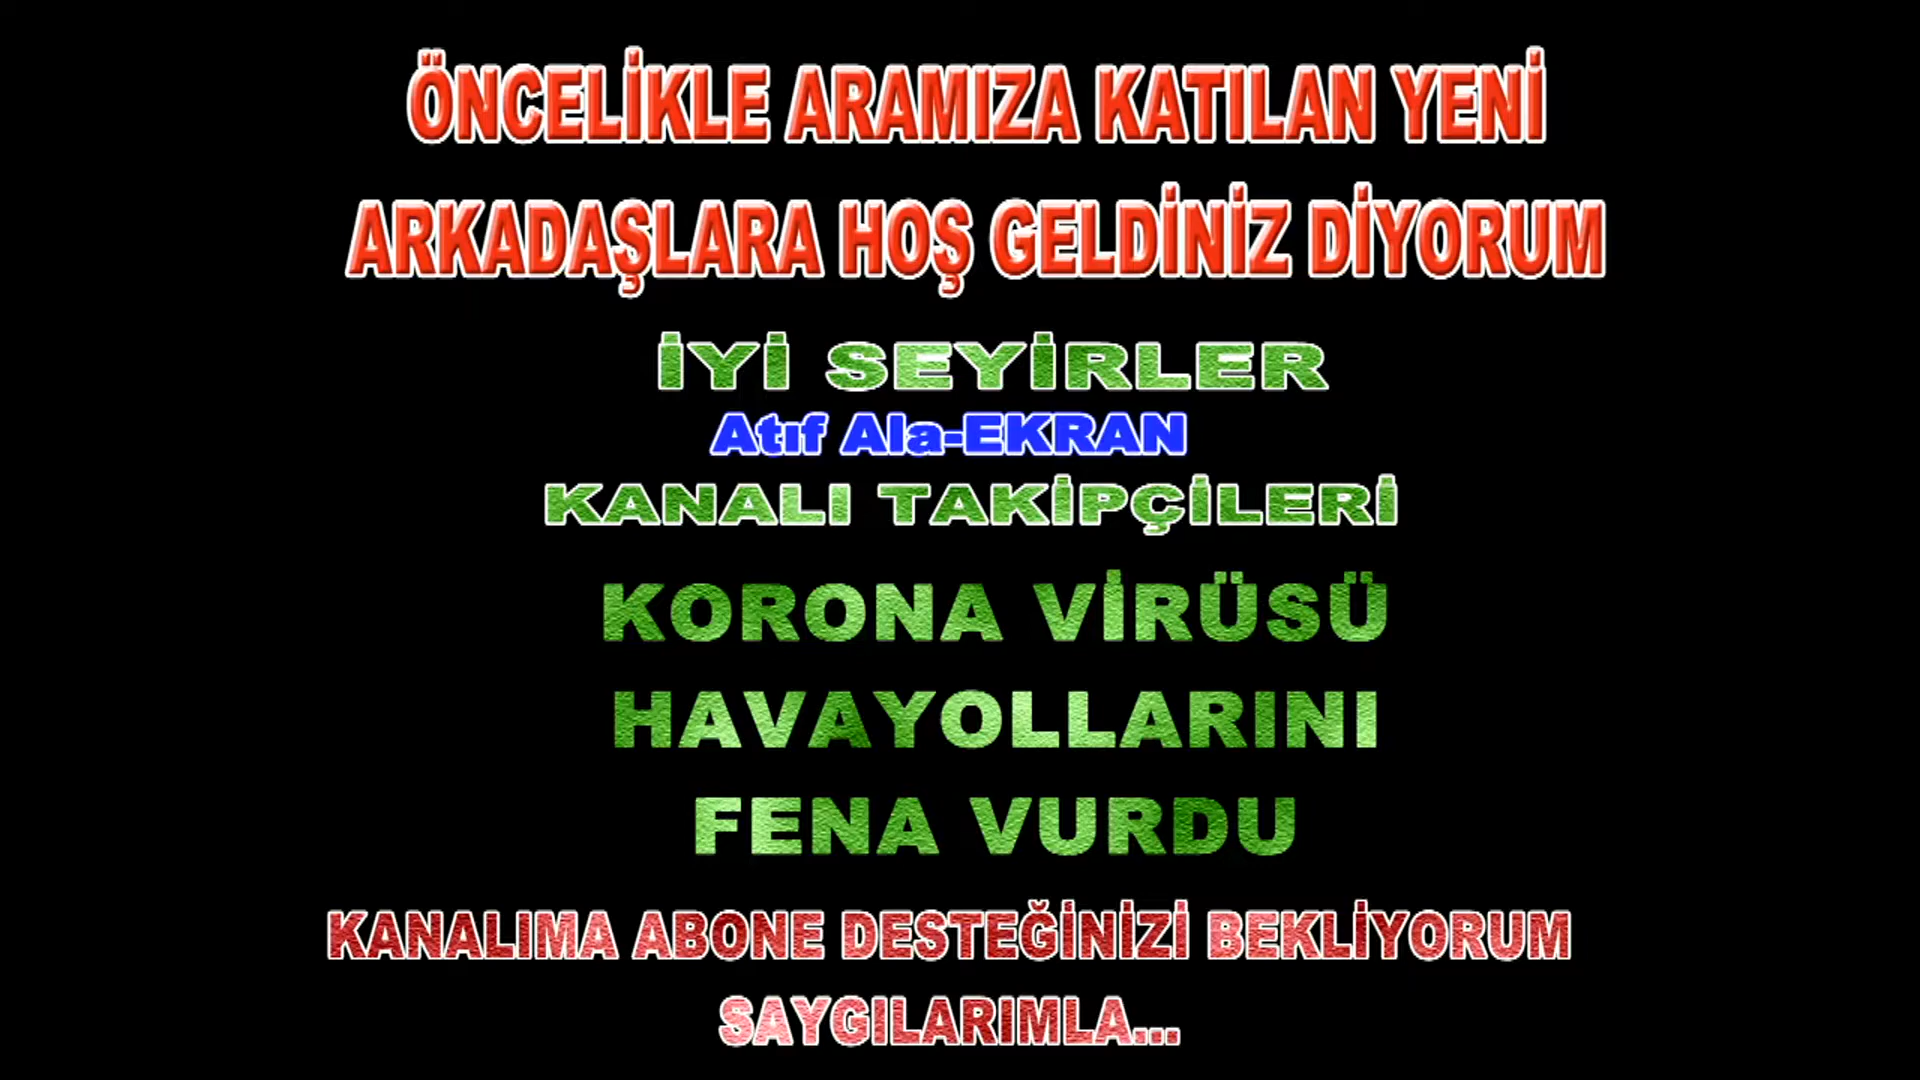 ÖNCELİKLE ARAMIZA KATILAN YENİ
ARKADAŞLARA HOŞ GELDİNİZ DİYORUM
İYİ SEYİRLER
Atıf Ala-EKRAN
KANALI TAKİPÇİLERİ
KORONA VİRÜSÜ
HAVAYOLLARINI
FENA VURDU
KANALIMA ABONE DESTEĞİNİZİ BEKLİYORUM
SAYGILARIMLA...